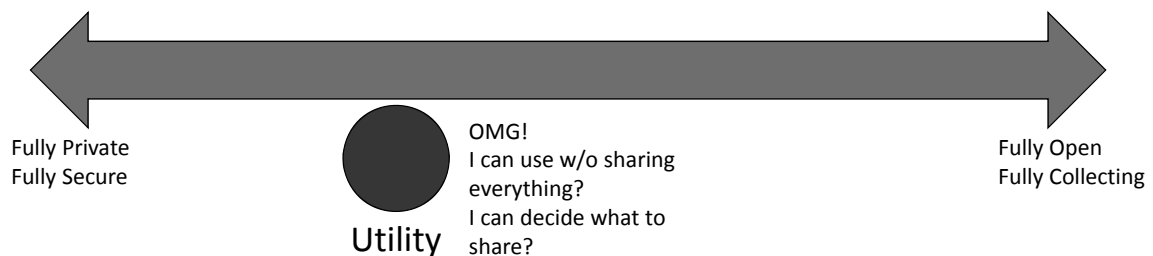 Fully Private
Fully Secure
Utility
OMG!
I can use w/o sharing
everything?
I can decide what to
share?
Fully Open
Fully Collecting